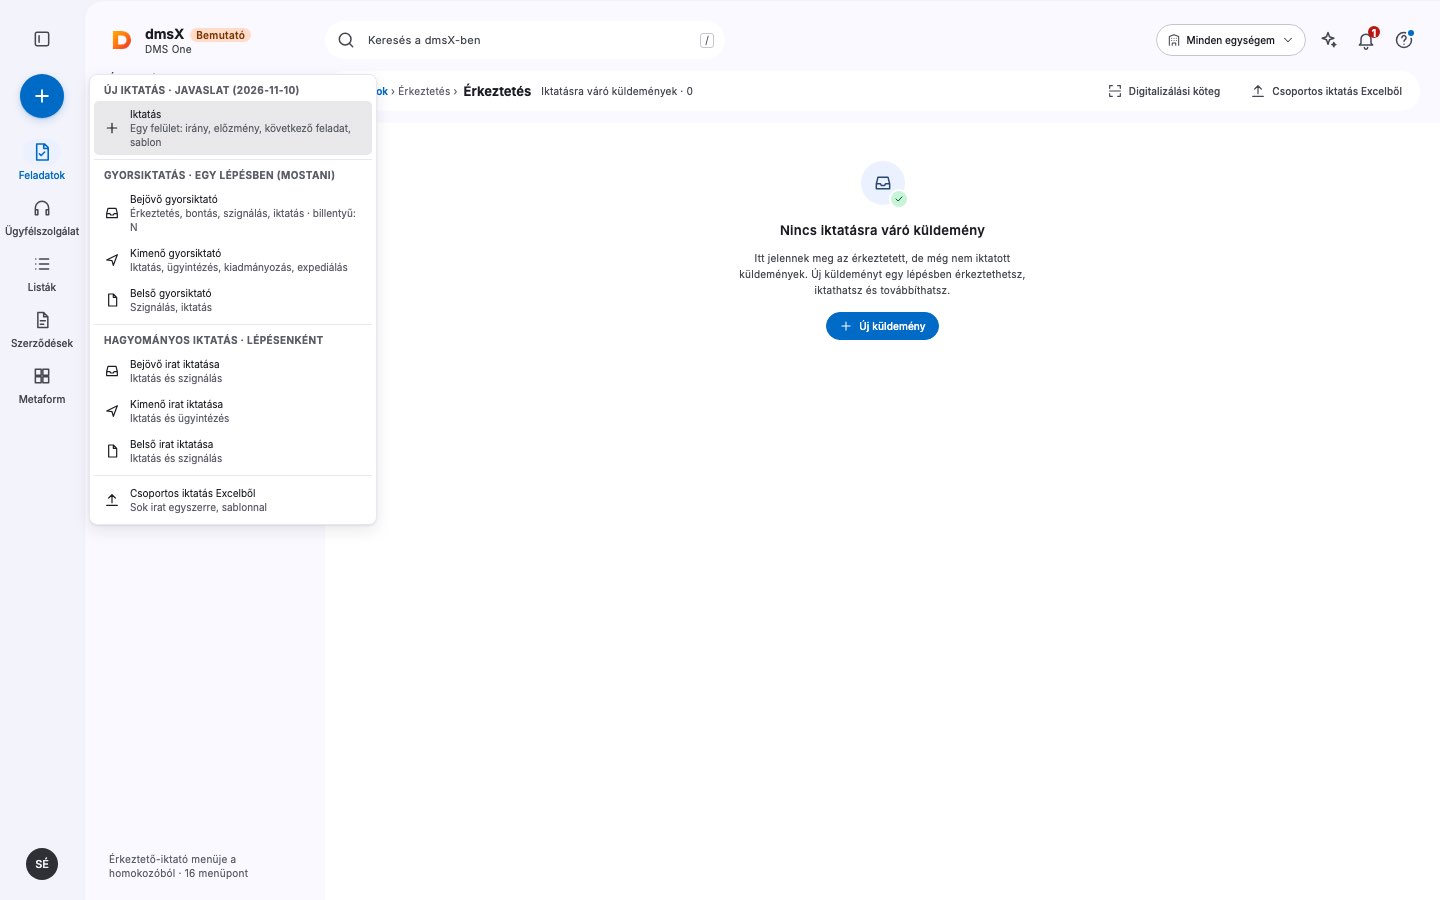 dmsX Bemutató
DMS One
Keresés a dmsX-ben /
Minden egységem
1
ok › Érkeztetés › Érkeztetés Iktatásra váró küldemények · 0
Digitalizálási köteg
Csoportos iktatás Excelből
Feladatok
Ügyfélszolgálat
Listák
Szerződések
Metaform
SÉ
ÚJ IKTATÁS · JAVASLAT (2026-11-10)
Iktatás
Egy felület: irány, előzmény, következő feladat,
sablon
GYORSIKTATÁS · EGY LÉPÉSBEN (MOSTANI)
Bejövő gyorsiktató
Érkeztetés, bontás, szignálás, iktatás · billentyű:
N
Kimenő gyorsiktató
Iktatás, ügyintézés, kiadmányozás, expediálás
Belső gyorsiktató
Szignálás, iktatás
HAGYOMÁNYOS IKTATÁS · LÉPÉSENKÉNT
Bejövő irat iktatása
Iktatás és szignálás
Kimenő irat iktatása
Iktatás és ügyintézés
Belső irat iktatása
Iktatás és szignálás
Csoportos iktatás Excelből
Sok irat egyszerre, sablonnal
Érkeztető-iktató menüje a
homokozóból · 16 menüpont
Nincs iktatásra váró küldemény
Itt jelennek meg az érkeztetett, de még nem iktatott
küldemények. Új küldeményt egy lépésben érkeztethetsz,
iktathatsz és továbbíthatsz.
Új küldemény